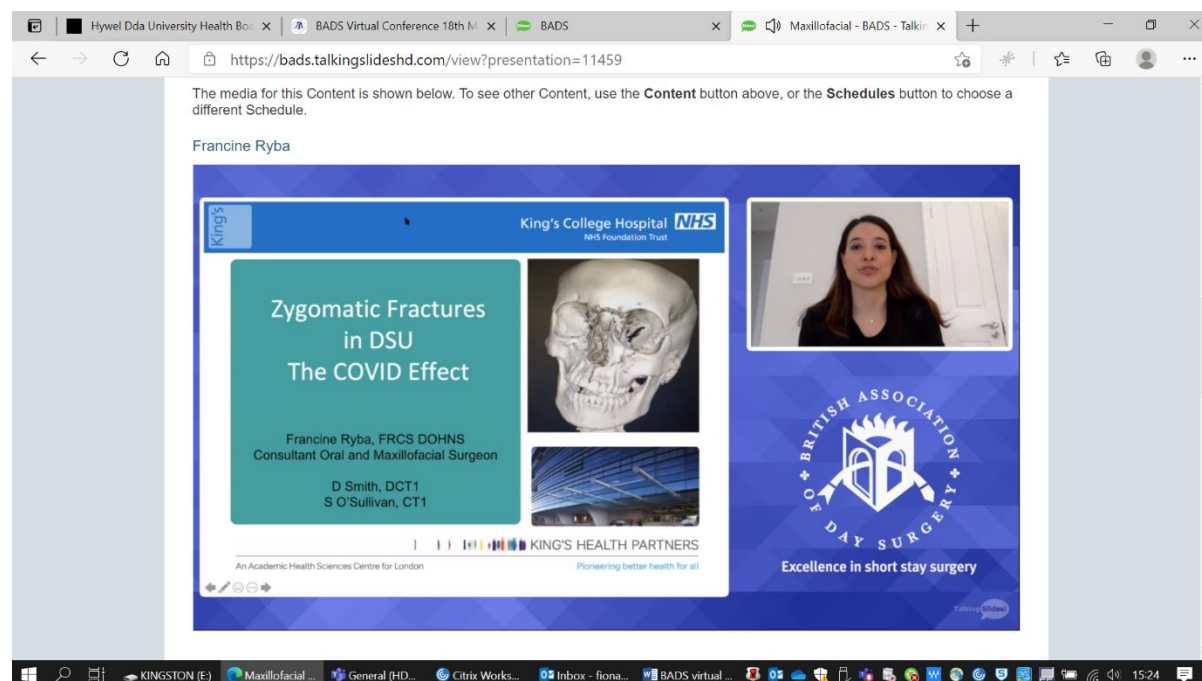 Hywel Dda University Health Boa
BADS Virtual Conference 18th M
BADS
Maxillofacial - BADS - Talkin
https://bads.talkingslideshd.com/view?presentation=11459
The media for this Content is shown below. To see other Content, use the Content button above, or the Schedules button to choose a
different Schedule.
Francine Ryba
King's
King's College Hospital NHS
NHS Foundation Trust
Zygomatic Fractures
in DSU
The COVID Effect
Francine Ryba, FRCS DOHNS
Consultant Oral and Maxillofacial Surgeon
D Smith, DCT1
S O'Sullivan, CT1
KING'S HEALTH PARTNERS
An Academic Health Sciences Centre for London
Pioneering better health for all
BRITISH ASSOCIATION
OF DAY SURGERY
Excellence in short stay surgery
Talking Slides!
KINGSTON (E:)
Maxillofacial ...
General (HD...
Citrix Works...
Inbox - fiona...
BADS virtual ...
15:24